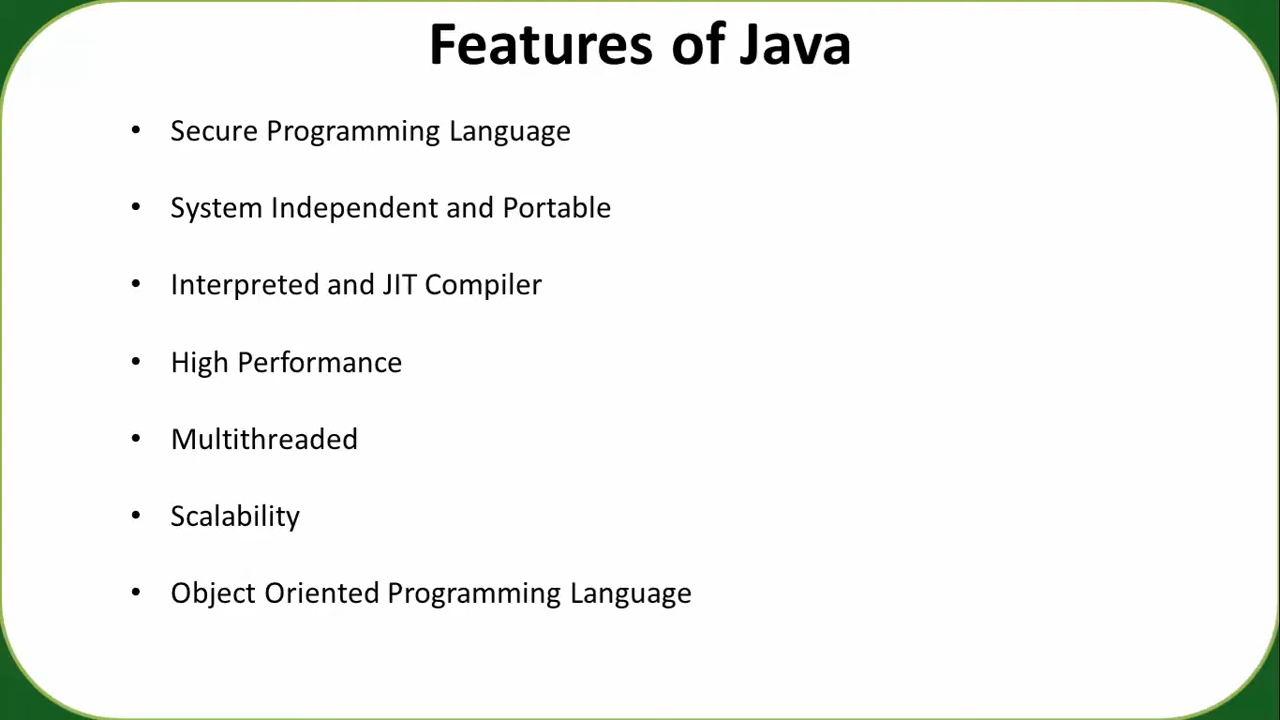 Features of Java
• Secure Programming Language
• System Independent and Portable
• Interpreted and JIT Compiler
• High Performance
• Multithreaded
• Scalability
• Object Oriented Programming Language